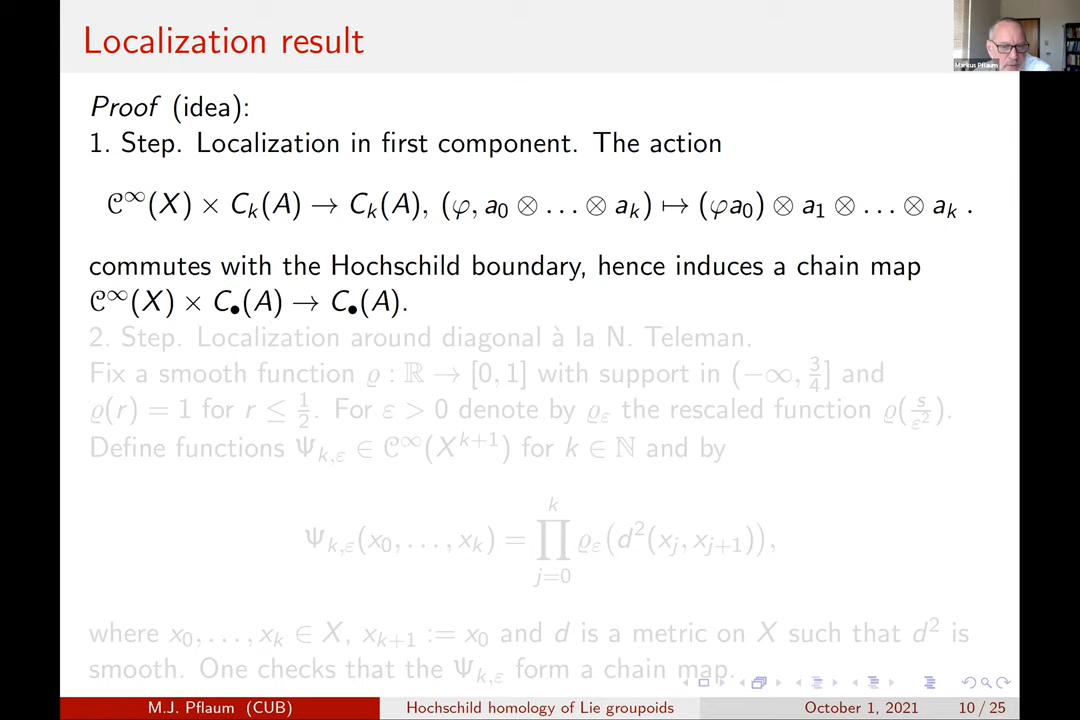 Localization result
Markus Pflaum
Proof (idea):
1. Step. Localization in first component. The action
𝒞^∞(X) × C_k(A) → C_k(A), (φ, a_0 ⊗ … ⊗ a_k) ↦ (φa_0) ⊗ a_1 ⊗ … ⊗ a_k .
commutes with the Hochschild boundary, hence induces a chain map
𝒞^∞(X) × C_•(A) → C_•(A).
2. Step. Localization around diagonal à la N. Teleman.
Fix a smooth function ϱ : ℝ → [0, 1] with support in (−∞, 3/4] and
ϱ(r) = 1 for r ≤ 1/2. For ε > 0 denote by ϱ_ε the rescaled function ϱ(s/ε²).
Define functions Ψ_{k,ε} ∈ 𝒞^∞(X^{k+1}) for k ∈ ℕ and by
Ψ_{k,ε}(x_0, …, x_k) = ∏_{j=0}^{k} ϱ_ε(d²(x_j, x_{j+1})),
where x_0, …, x_k ∈ X, x_{k+1} := x_0 and d is a metric on X such that d² is
smooth. One checks that the Ψ_{k,ε} form a chain map.
M.J. Pflaum (CUB) Hochschild homology of Lie groupoids October 1, 2021 10 / 25